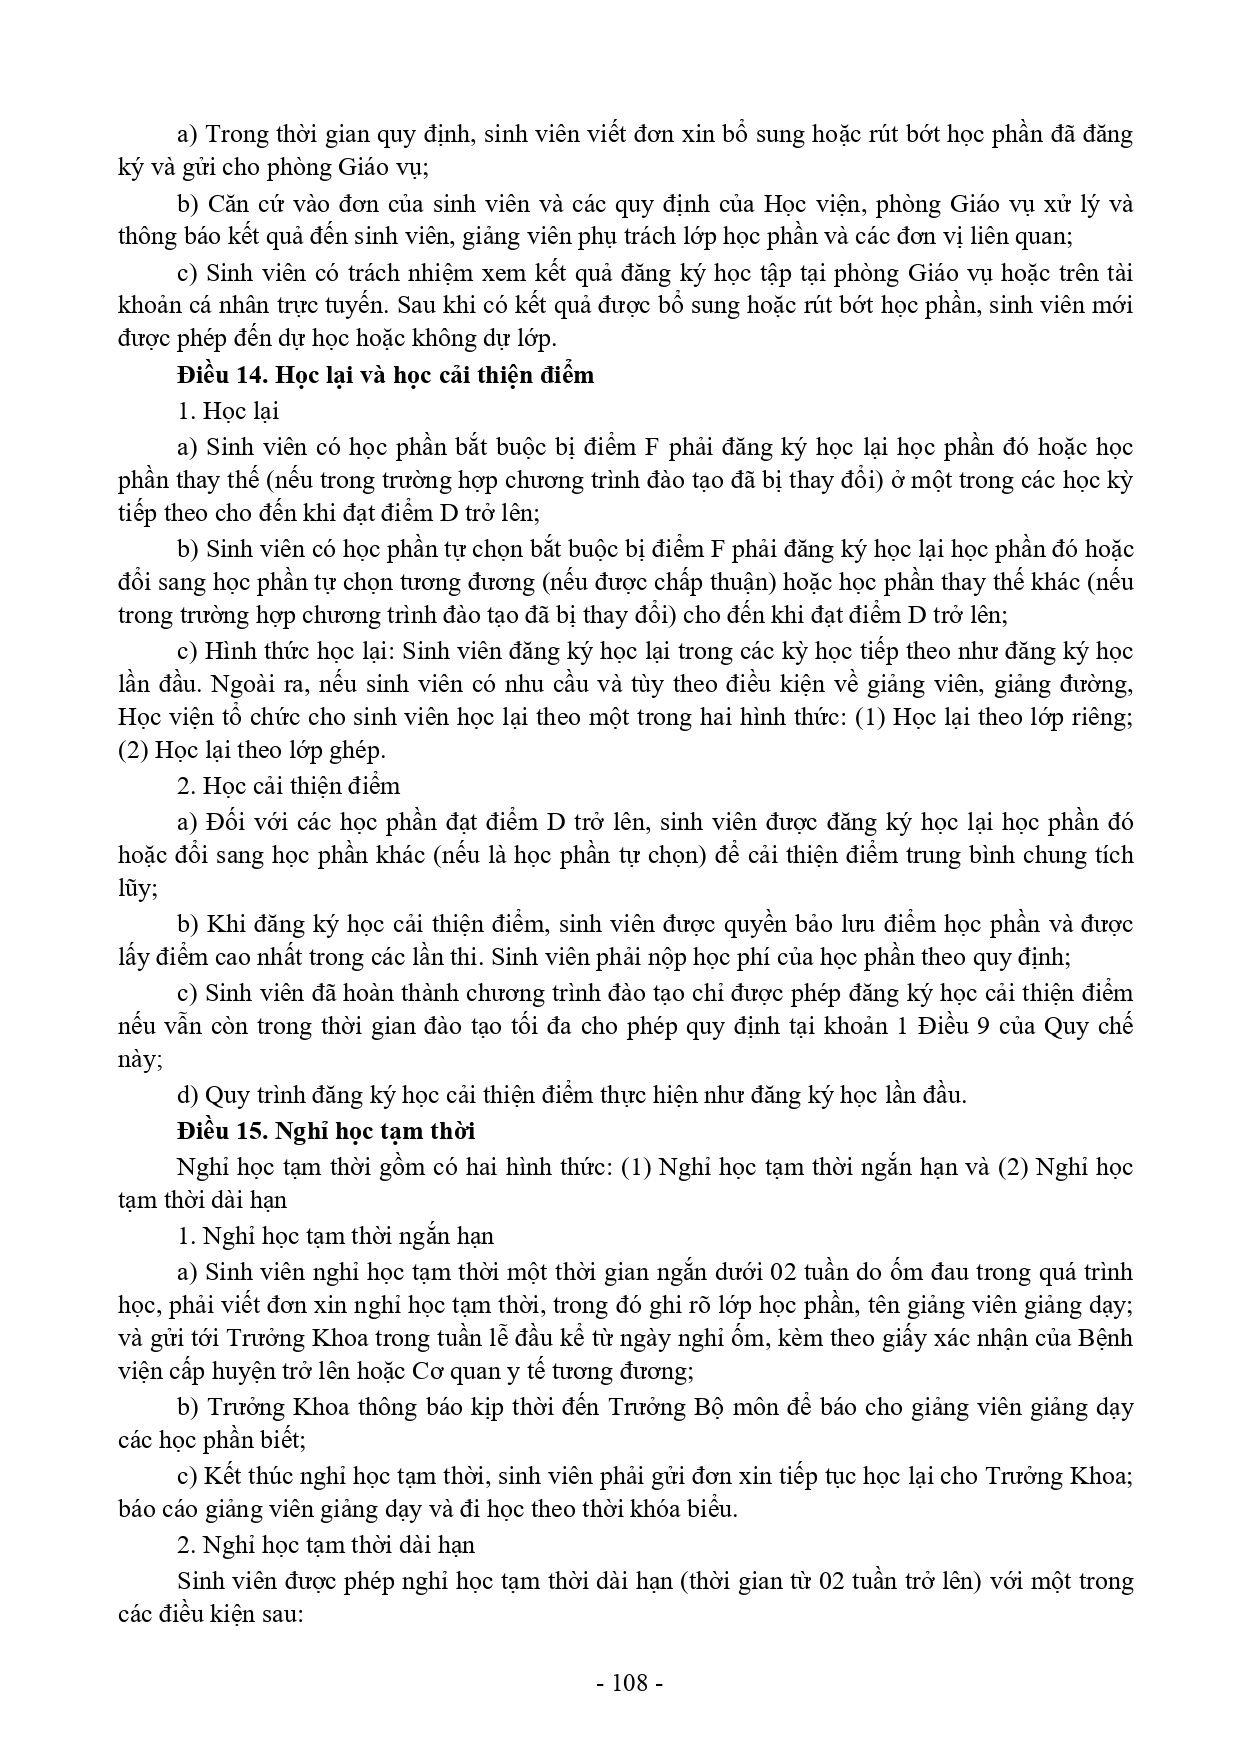 a) Trong thời gian quy định, sinh viên viết đơn xin bổ sung hoặc rút bớt học phần đã đăng
ký và gửi cho phòng Giáo vụ;
b) Căn cứ vào đơn của sinh viên và các quy định của Học viện, phòng Giáo vụ xử lý và
thông báo kết quả đến sinh viên, giảng viên phụ trách lớp học phần và các đơn vị liên quan;
c) Sinh viên có trách nhiệm xem kết quả đăng ký học tập tại phòng Giáo vụ hoặc trên tài
khoản cá nhân trực tuyến. Sau khi có kết quả được bổ sung hoặc rút bớt học phần, sinh viên mới
được phép đến dự học hoặc không dự lớp.
Điều 14. Học lại và học cải thiện điểm
1. Học lại
a) Sinh viên có học phần bắt buộc bị điểm F phải đăng ký học lại học phần đó hoặc học
phần thay thế (nếu trong trường hợp chương trình đào tạo đã bị thay đổi) ở một trong các học kỳ
tiếp theo cho đến khi đạt điểm D trở lên;
b) Sinh viên có học phần tự chọn bắt buộc bị điểm F phải đăng ký học lại học phần đó hoặc
đổi sang học phần tự chọn tương đương (nếu được chấp thuận) hoặc học phần thay thế khác (nếu
trong trường hợp chương trình đào tạo đã bị thay đổi) cho đến khi đạt điểm D trở lên;
c) Hình thức học lại: Sinh viên đăng ký học lại trong các kỳ học tiếp theo như đăng ký học
lần đầu. Ngoài ra, nếu sinh viên có nhu cầu và tùy theo điều kiện về giảng viên, giảng đường,
Học viện tổ chức cho sinh viên học lại theo một trong hai hình thức: (1) Học lại theo lớp riêng;
(2) Học lại theo lớp ghép.
2. Học cải thiện điểm
a) Đối với các học phần đạt điểm D trở lên, sinh viên được đăng ký học lại học phần đó
hoặc đổi sang học phần khác (nếu là học phần tự chọn) để cải thiện điểm trung bình chung tích
lũy;
b) Khi đăng ký học cải thiện điểm, sinh viên được quyền bảo lưu điểm học phần và được
lấy điểm cao nhất trong các lần thi. Sinh viên phải nộp học phí của học phần theo quy định;
c) Sinh viên đã hoàn thành chương trình đào tạo chỉ được phép đăng ký học cải thiện điểm
nếu vẫn còn trong thời gian đào tạo tối đa cho phép quy định tại khoản 1 Điều 9 của Quy chế
này;
d) Quy trình đăng ký học cải thiện điểm thực hiện như đăng ký học lần đầu.
Điều 15. Nghỉ học tạm thời
Nghỉ học tạm thời gồm có hai hình thức: (1) Nghỉ học tạm thời ngắn hạn và (2) Nghỉ học
tạm thời dài hạn
1. Nghỉ học tạm thời ngắn hạn
a) Sinh viên nghỉ học tạm thời một thời gian ngắn dưới 02 tuần do ốm đau trong quá trình
học, phải viết đơn xin nghỉ học tạm thời, trong đó ghi rõ lớp học phần, tên giảng viên giảng dạy;
và gửi tới Trưởng Khoa trong tuần lễ đầu kể từ ngày nghỉ ốm, kèm theo giấy xác nhận của Bệnh
viện cấp huyện trở lên hoặc Cơ quan y tế tương đương;
b) Trưởng Khoa thông báo kịp thời đến Trưởng Bộ môn để báo cho giảng viên giảng dạy
các học phần biết;
c) Kết thúc nghỉ học tạm thời, sinh viên phải gửi đơn xin tiếp tục học lại cho Trưởng Khoa;
báo cáo giảng viên giảng dạy và đi học theo thời khóa biểu.
2. Nghỉ học tạm thời dài hạn
Sinh viên được phép nghỉ học tạm thời dài hạn (thời gian từ 02 tuần trở lên) với một trong
các điều kiện sau:
- 108 -